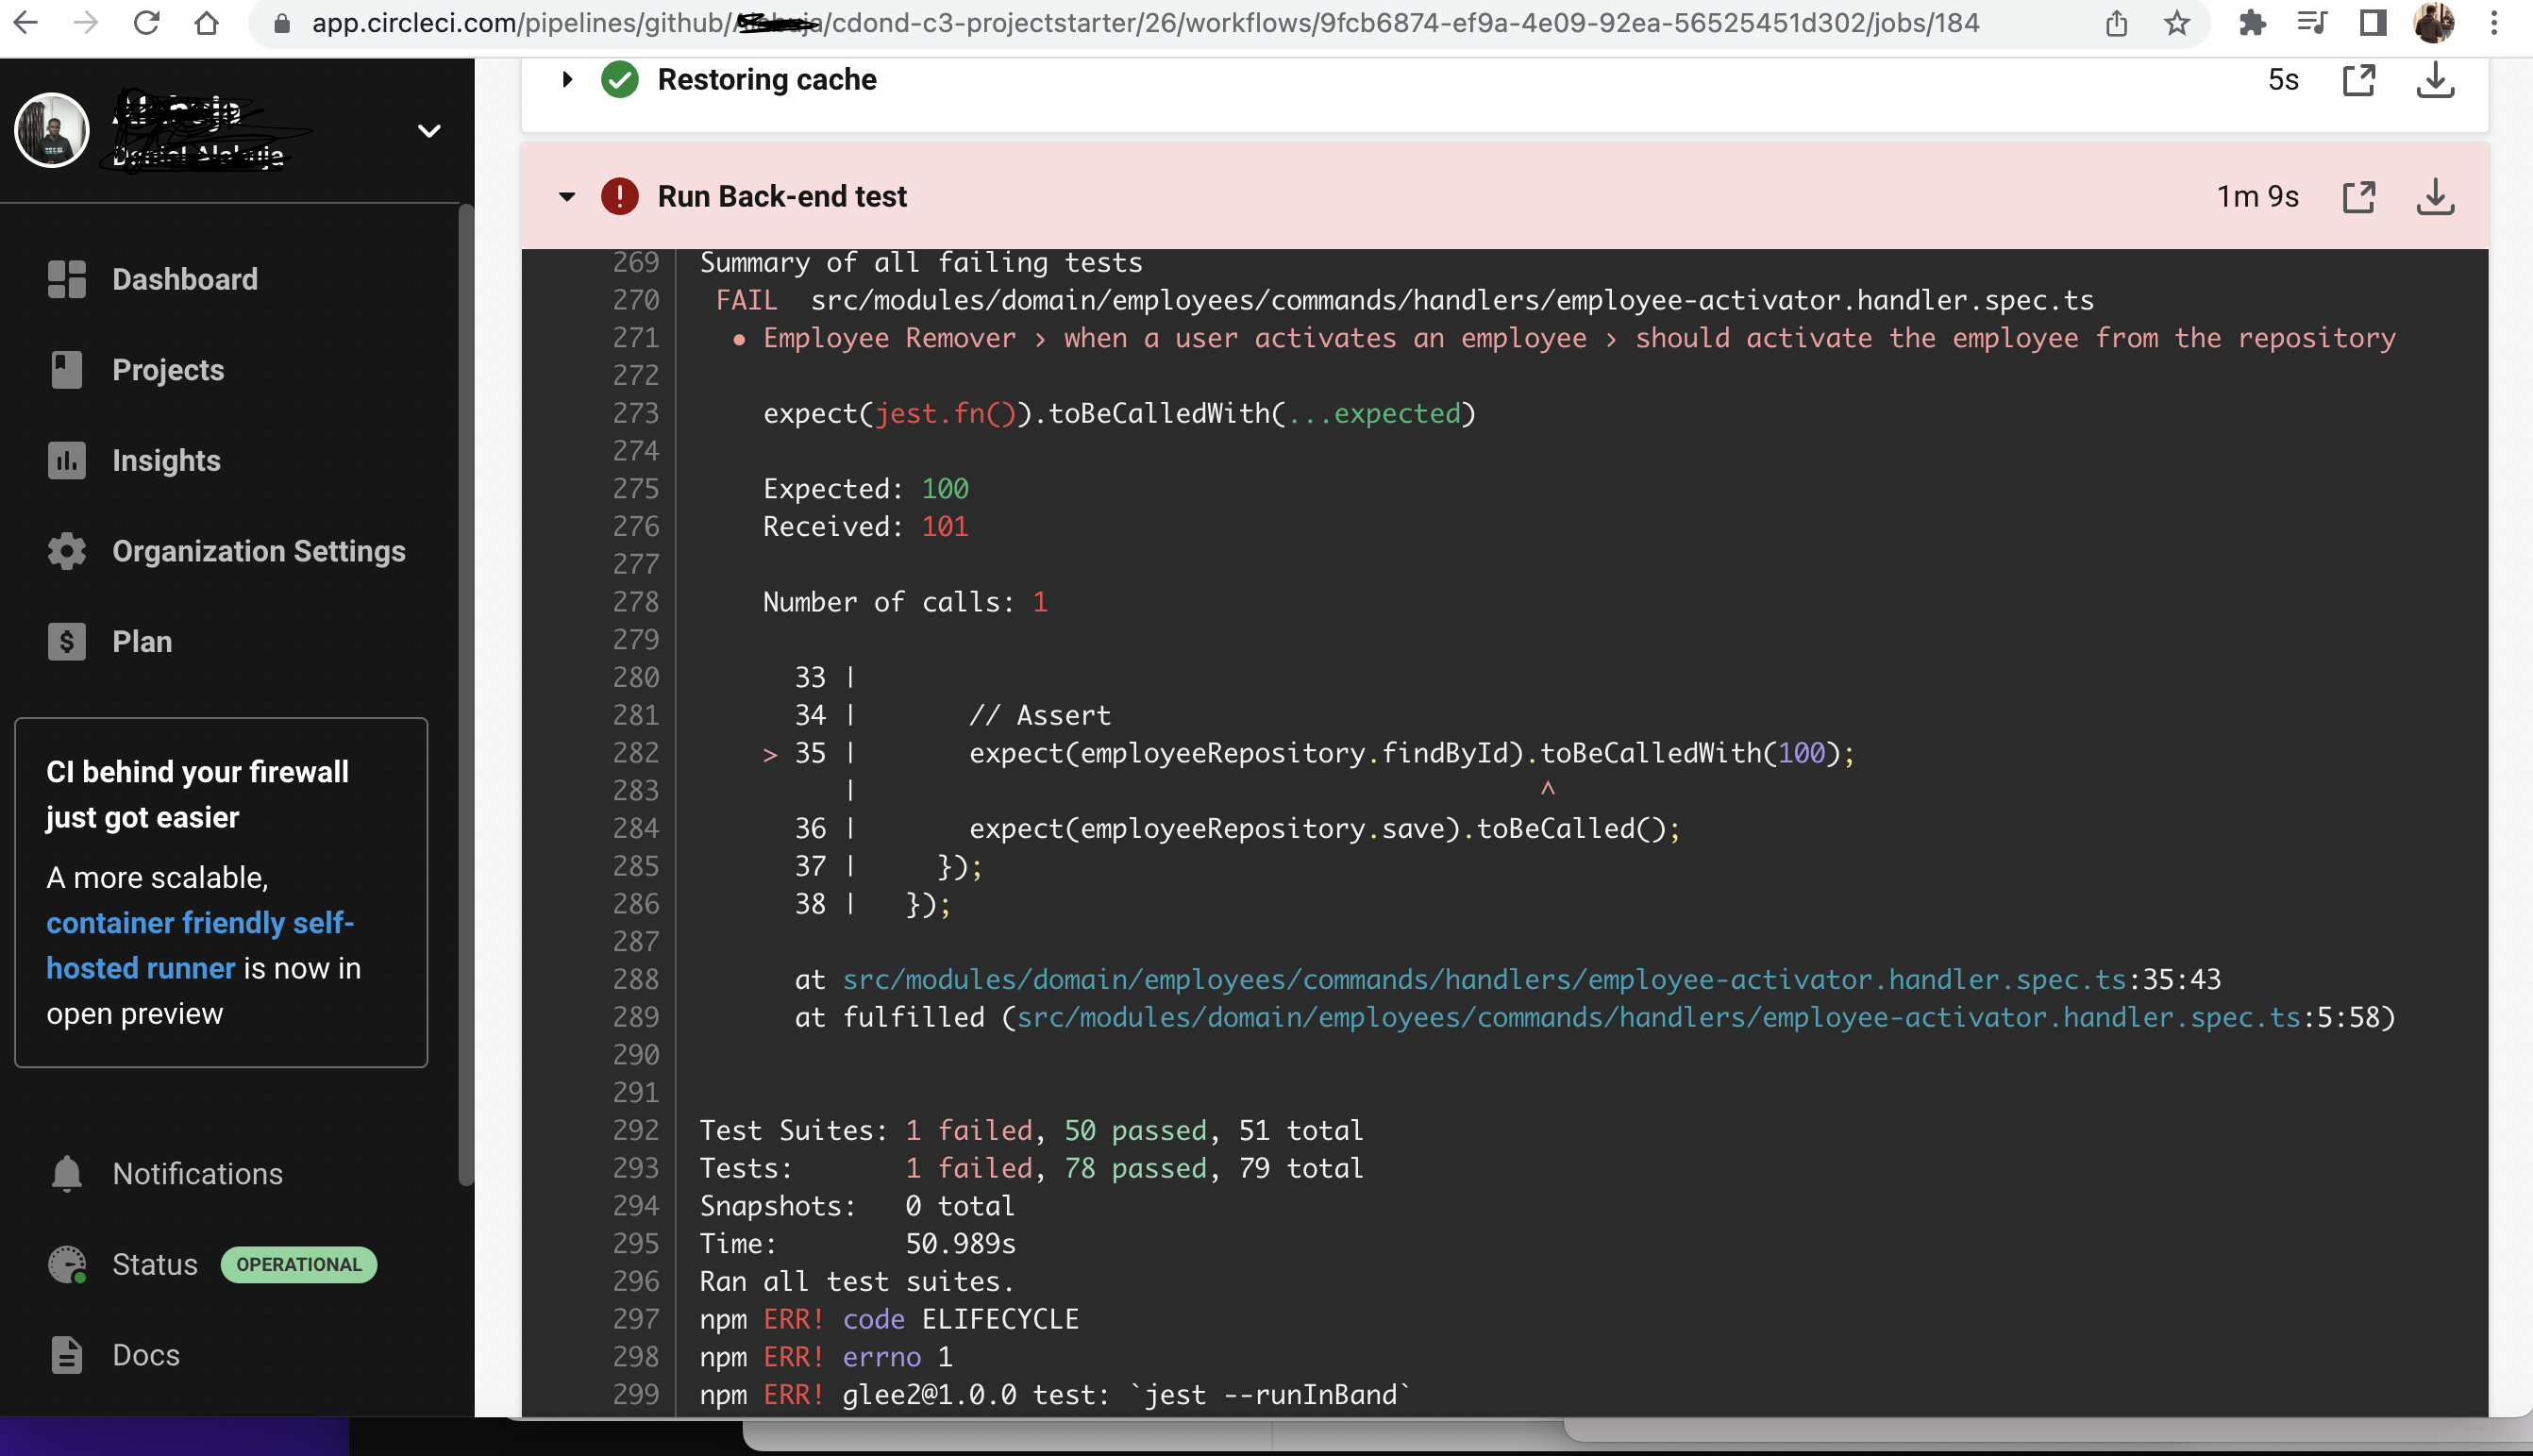 app.circleci.com/pipelines/github/ /cdond-c3-projectstarter/26/workflows/9fcb6874-ef9a-4e09-92ea-56525451d302/jobs/184
Dashboard
Projects
Insights
Organization Settings
Plan
CI behind your firewall
just got easier
A more scalable,
container friendly self-
hosted runner is now in
open preview
Notifications
Status OPERATIONAL
Docs
Restoring cache 5s
Run Back-end test 1m 9s
269 Summary of all failing tests
270 FAIL src/modules/domain/employees/commands/handlers/employee-activator.handler.spec.ts
271 ● Employee Remover › when a user activates an employee › should activate the employee from the repository
272
273 expect(jest.fn()).toBeCalledWith(...expected)
274
275 Expected: 100
276 Received: 101
277
278 Number of calls: 1
279
280 33 |
281 34 | // Assert
282 > 35 | expect(employeeRepository.findById).toBeCalledWith(100);
283 | ^
284 36 | expect(employeeRepository.save).toBeCalled();
285 37 | });
286 38 | });
287
288 at src/modules/domain/employees/commands/handlers/employee-activator.handler.spec.ts:35:43
289 at fulfilled (src/modules/domain/employees/commands/handlers/employee-activator.handler.spec.ts:5:58)
290
291
292 Test Suites: 1 failed, 50 passed, 51 total
293 Tests: 1 failed, 78 passed, 79 total
294 Snapshots: 0 total
295 Time: 50.989s
296 Ran all test suites.
297 npm ERR! code ELIFECYCLE
298 npm ERR! errno 1
299 npm ERR! glee2@1.0.0 test: `jest --runInBand`